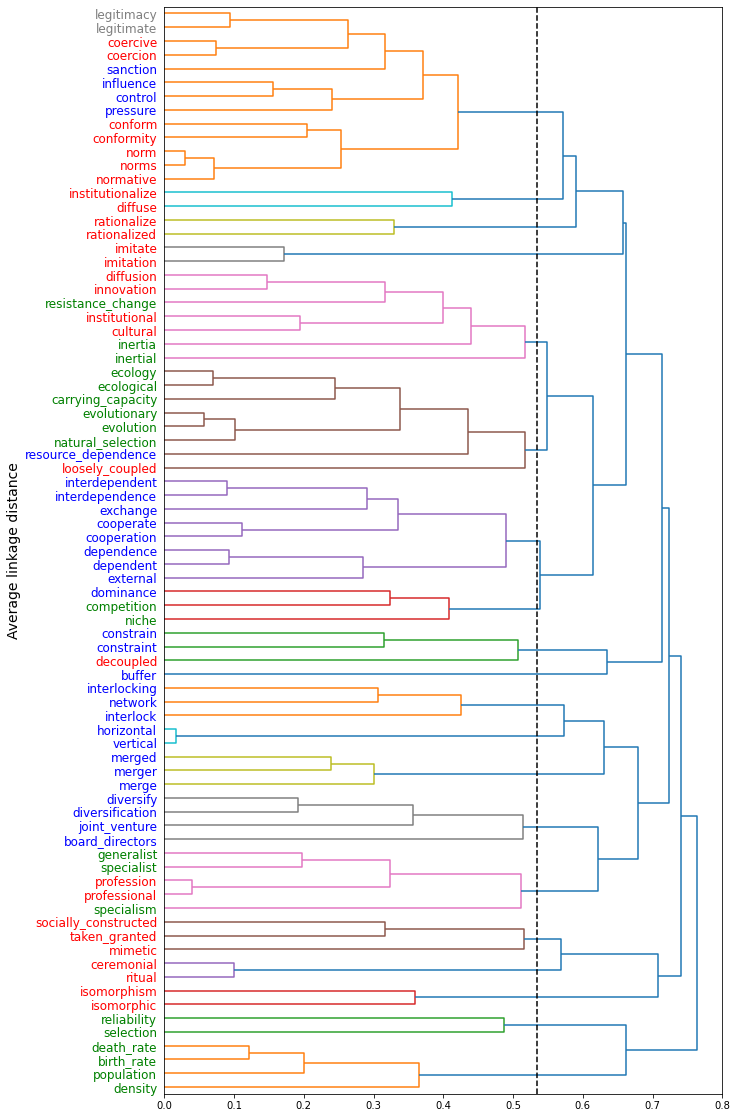 legitimacy
legitimate
coercive
coercion
sanction
influence
control
pressure
conform
conformity
norm
norms
normative
institutionalize
diffuse
rationalize
rationalized
imitate
imitation
diffusion
innovation
resistance_change
institutional
cultural
inertia
inertial
ecology
ecological
carrying_capacity
evolutionary
evolution
natural_selection
resource_dependence
loosely_coupled
interdependent
interdependence
exchange
cooperate
cooperation
dependence
dependent
external
dominance
competition
niche
constrain
constraint
decoupled
buffer
interlocking
network
interlock
horizontal
vertical
merged
merger
merge
diversify
diversification
joint_venture
board_directors
generalist
specialist
profession
professional
specialism
socially_constructed
taken_granted
mimetic
ceremonial
ritual
isomorphism
isomorphic
reliability
selection
death_rate
birth_rate
population
density
Average linkage distance
0.0 0.1 0.2 0.3 0.4 0.5 0.6 0.7 0.8